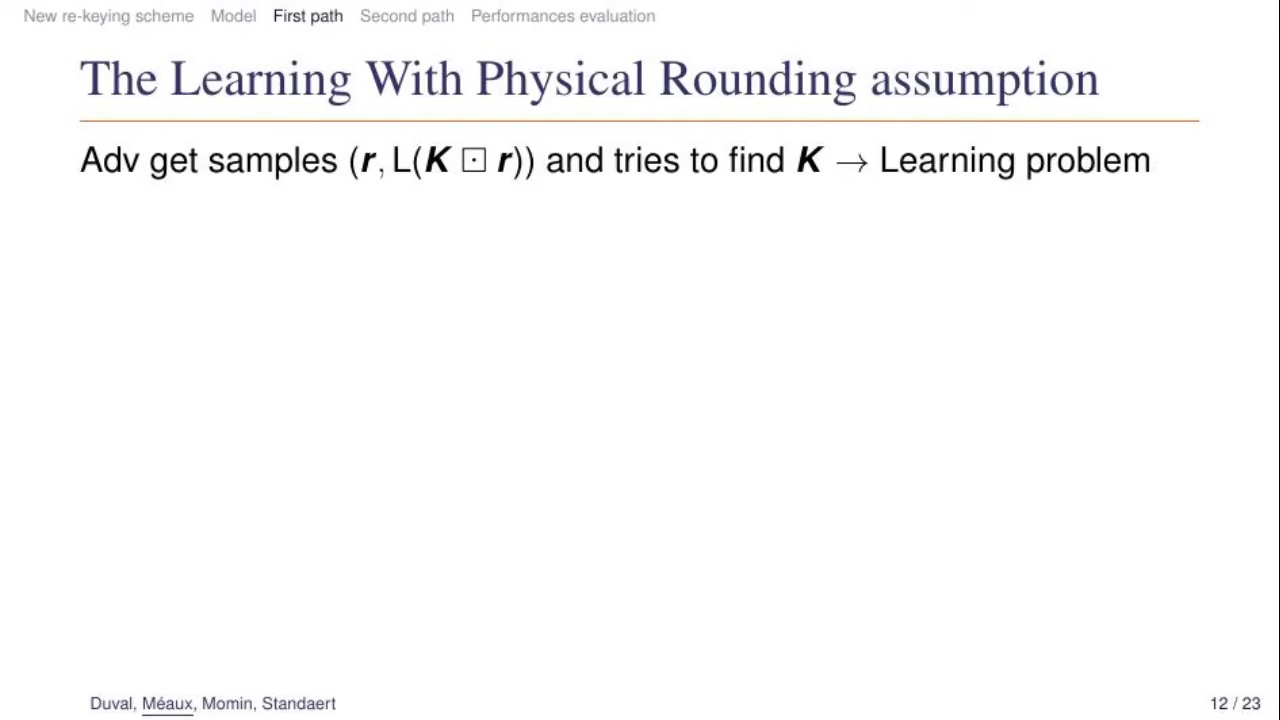 New re-keying scheme Model First path Second path Performances evaluation
The Learning With Physical Rounding assumption
Adv get samples (r, L(K ⊡ r)) and tries to find K → Learning problem
Duval, Méaux, Momin, Standaert 12 / 23